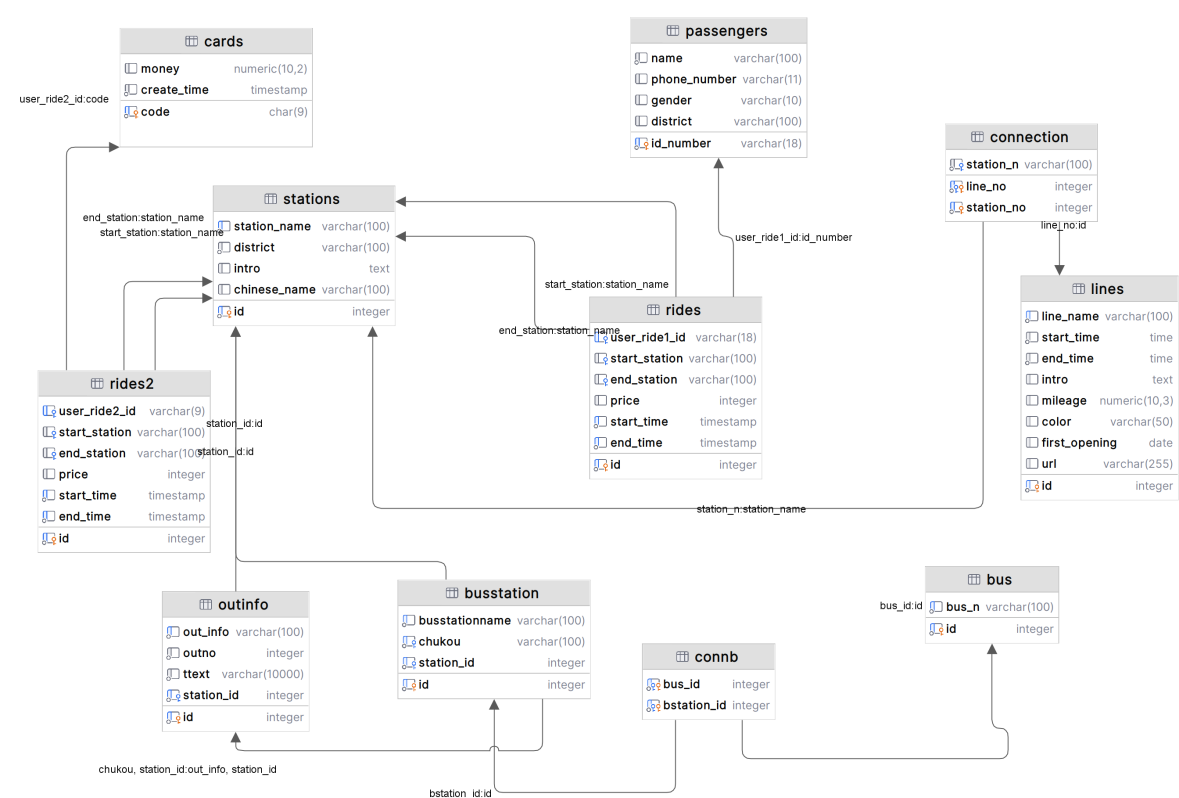 cards
money numeric(10,2)
create_time timestamp
code char(9)
user_ride2_id:code
passengers
name varchar(100)
phone_number varchar(11)
gender varchar(10)
district varchar(100)
id_number varchar(18)
connection
station_n varchar(100)
line_no integer
station_no integer
line_no:id
stations
station_name varchar(100)
district varchar(100)
intro text
chinese_name varchar(100)
id integer
end_station:station_name
start_station:station_name
user_ride1_id:id_number
start_station:station_name
end_station:station_name
rides
user_ride1_id varchar(18)
start_station varchar(100)
end_station varchar(100)
price integer
start_time timestamp
end_time timestamp
id integer
lines
line_name varchar(100)
start_time time
end_time time
intro text
mileage numeric(10,3)
color varchar(50)
first_opening date
url varchar(255)
id integer
rides2
user_ride2_id varchar(9)
start_station varchar(100)
end_station varchar(100)
price integer
start_time timestamp
end_time timestamp
id integer
station_id:id
station_id:id
station_n:station_name
outinfo
out_info varchar(100)
outno integer
ttext varchar(10000)
station_id integer
id integer
busstation
busstationname varchar(100)
chukou varchar(100)
station_id integer
id integer
bus
bus_n varchar(100)
id integer
bus_id:id
connb
bus_id integer
bstation_id integer
chukou, station_id:out_info, station_id
bstation_id:id